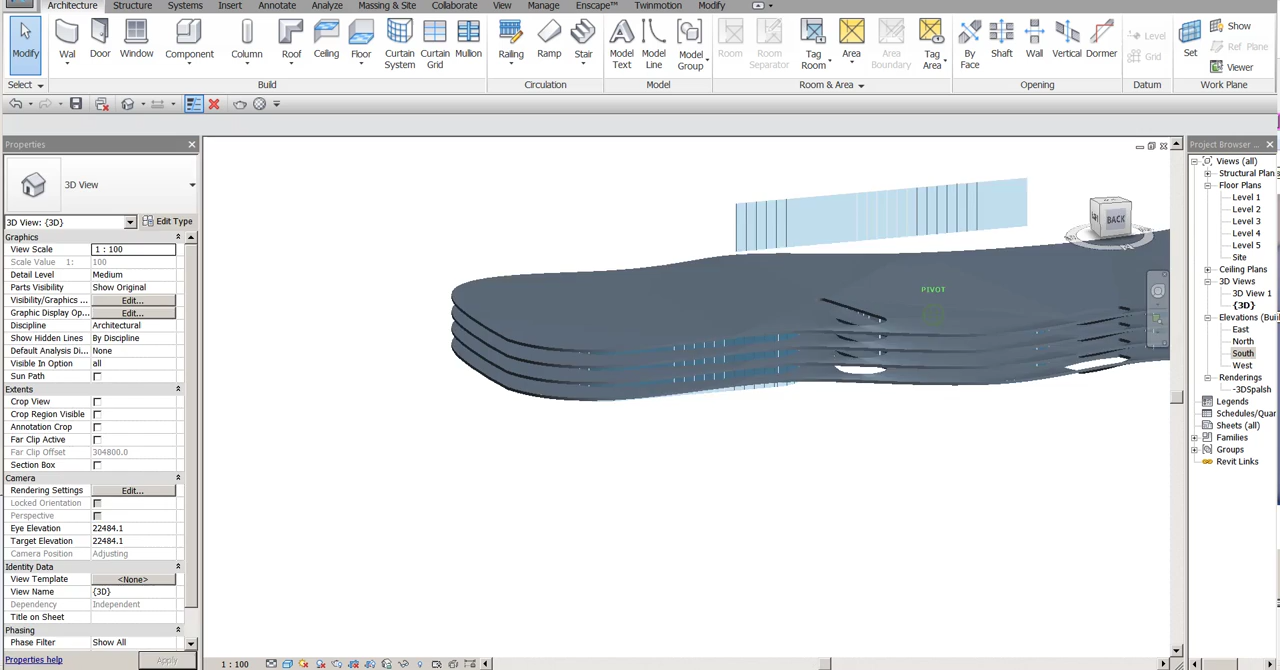 Architecture Structure Systems Insert Annotate Analyze Massing & Site Collaborate View Manage Enscape™ Twinmotion Modify
Modify Wall Door Window Component Column Roof Ceiling Floor Curtain System Curtain Grid Mullion Railing Ramp Stair Model Text Model Line Model Group Room Room Separator Tag Room Area Area Boundary Tag Area By Face Shaft Wall Vertical Dormer Level Grid Set Show Ref Plane Viewer
Select Build Circulation Model Room & Area Opening Datum Work Plane
Properties
3D View
3D View: {3D} Edit Type
Graphics
View Scale 1 : 100
Scale Value 1: 100
Detail Level Medium
Parts Visibility Show Original
Visibility/Graphics ... Edit...
Graphic Display Op... Edit...
Discipline Architectural
Show Hidden Lines By Discipline
Default Analysis Di... None
Visible In Option all
Sun Path
Extents
Crop View
Crop Region Visible
Annotation Crop
Far Clip Active
Far Clip Offset 304800.0
Section Box
Camera
Rendering Settings Edit...
Locked Orientation
Perspective
Eye Elevation 22484.1
Target Elevation 22484.1
Camera Position Adjusting
Identity Data
View Template <None>
View Name {3D}
Dependency Independent
Title on Sheet
Phasing
Phase Filter Show All
Properties help Apply
BACK
PIVOT
1 : 100
Project Browser ...
Views (all)
Structural Plan
Floor Plans
Level 1
Level 2
Level 3
Level 4
Level 5
Site
Ceiling Plans
3D Views
3D View 1
{3D}
Elevations (Buil
East
North
South
West
Renderings
-3DSpalsh
Legends
Schedules/Quar
Sheets (all)
Families
Groups
Revit Links